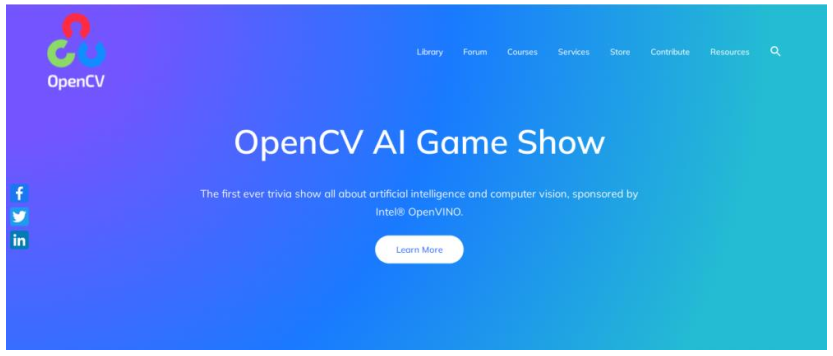 OpenCV
Library Forum Courses Services Store Contribute Resources
OpenCV AI Game Show
The first ever trivia show all about artificial intelligence and computer vision, sponsored by
Intel® OpenVINO.
Learn More
f
in